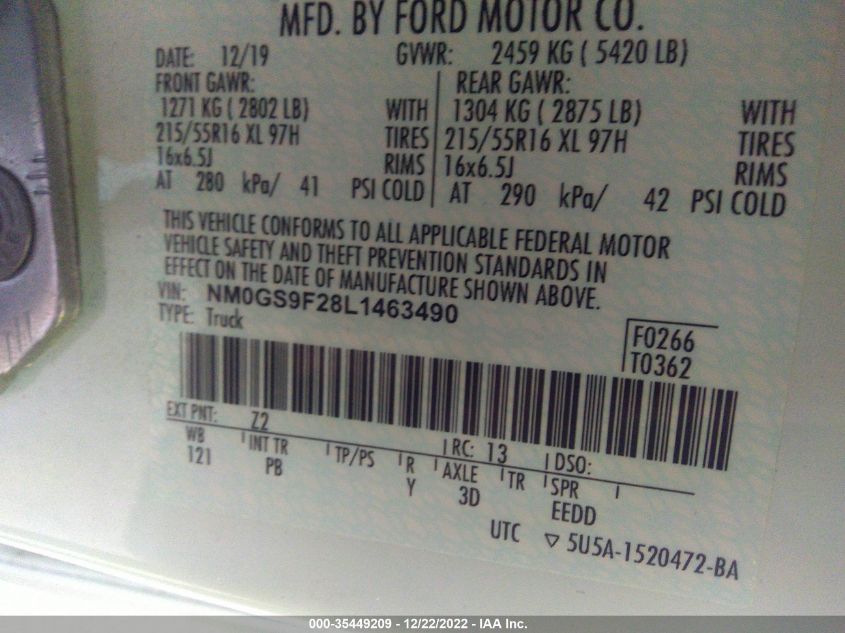 MFD. BY FORD MOTOR CO.
DATE: 12/19 GVWR: 2459 KG ( 5420 LB)
FRONT GAWR: REAR GAWR:
1271 KG ( 2802 LB) WITH 1304 KG ( 2875 LB) WITH
215/55R16 XL 97H TIRES 215/55R16 XL 97H TIRES
16x6.5J RIMS 16x6.5J RIMS
AT 280 kPa/ 41 PSI COLD AT 290 kPa/ 42 PSI COLD
THIS VEHICLE CONFORMS TO ALL APPLICABLE FEDERAL MOTOR
VEHICLE SAFETY AND THEFT PREVENTION STANDARDS IN
EFFECT ON THE DATE OF MANUFACTURE SHOWN ABOVE.
VIN: NM0GS9F28L1463490
TYPE: Truck
F0266
T0362
EXT PNT: Z2 RC: 13 DSO:
WB INT TR TP/PS R AXLE TR SPR
121 PB Y 3D EEDD
UTC ▽ 5U5A-1520472-BA
000-35449209 - 12/22/2022 - IAA Inc.